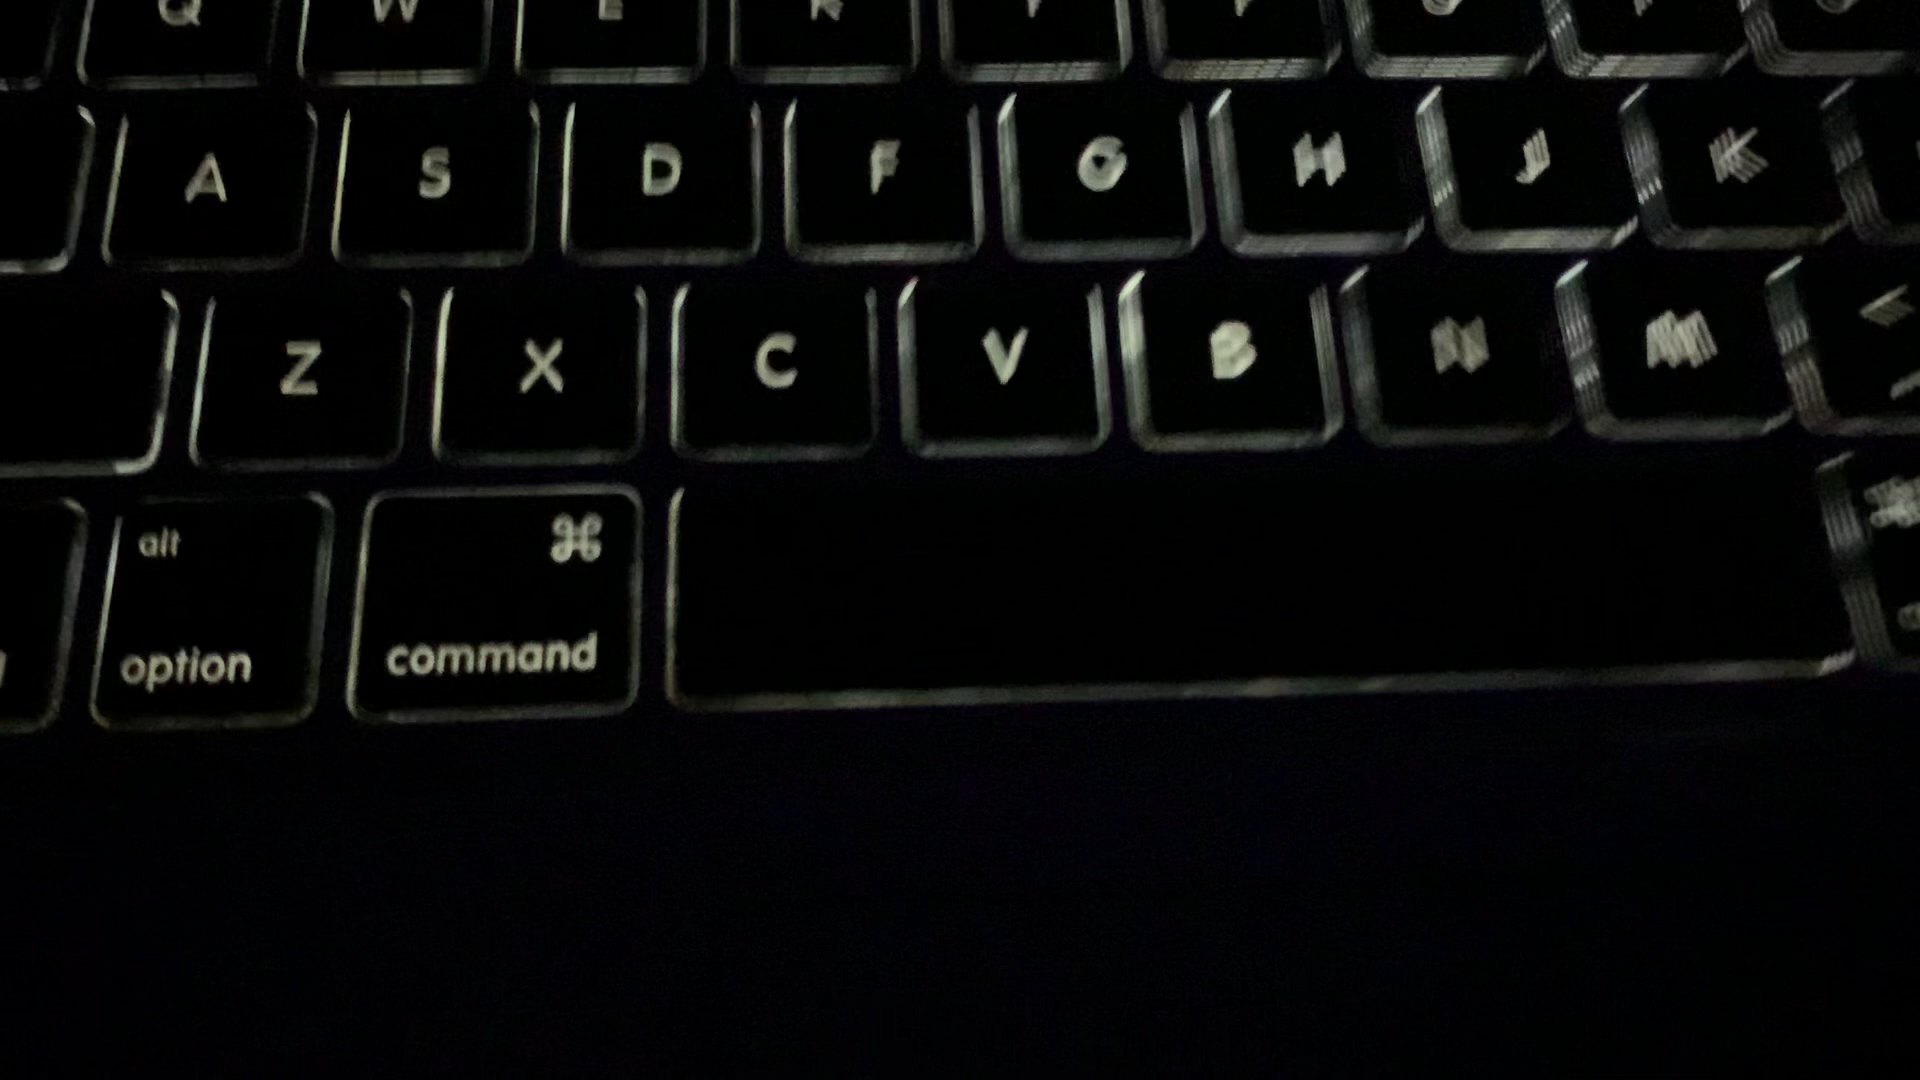 Q W E R
A S D F G H J K
Z X C V B N M
alt ⌘
option command